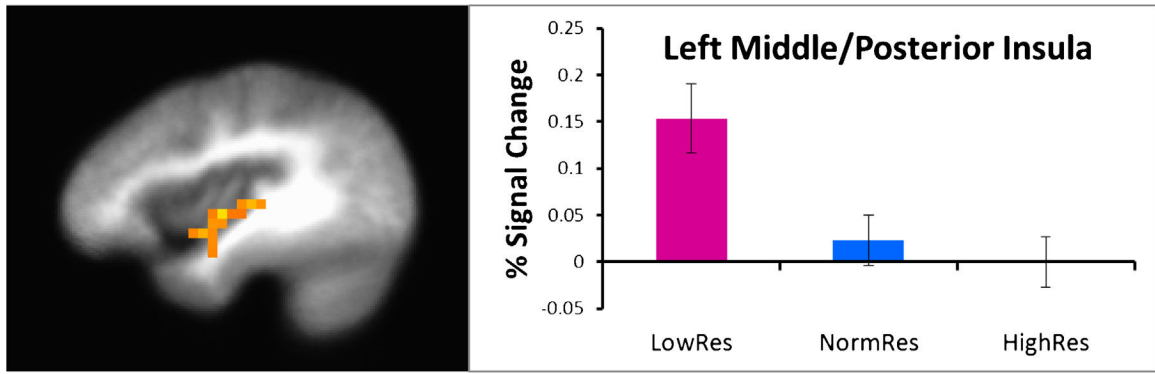 Left Middle/Posterior Insula
% Signal Change
0.25
0.2
0.15
0.1
0.05
0
-0.05
LowRes
NormRes
HighRes